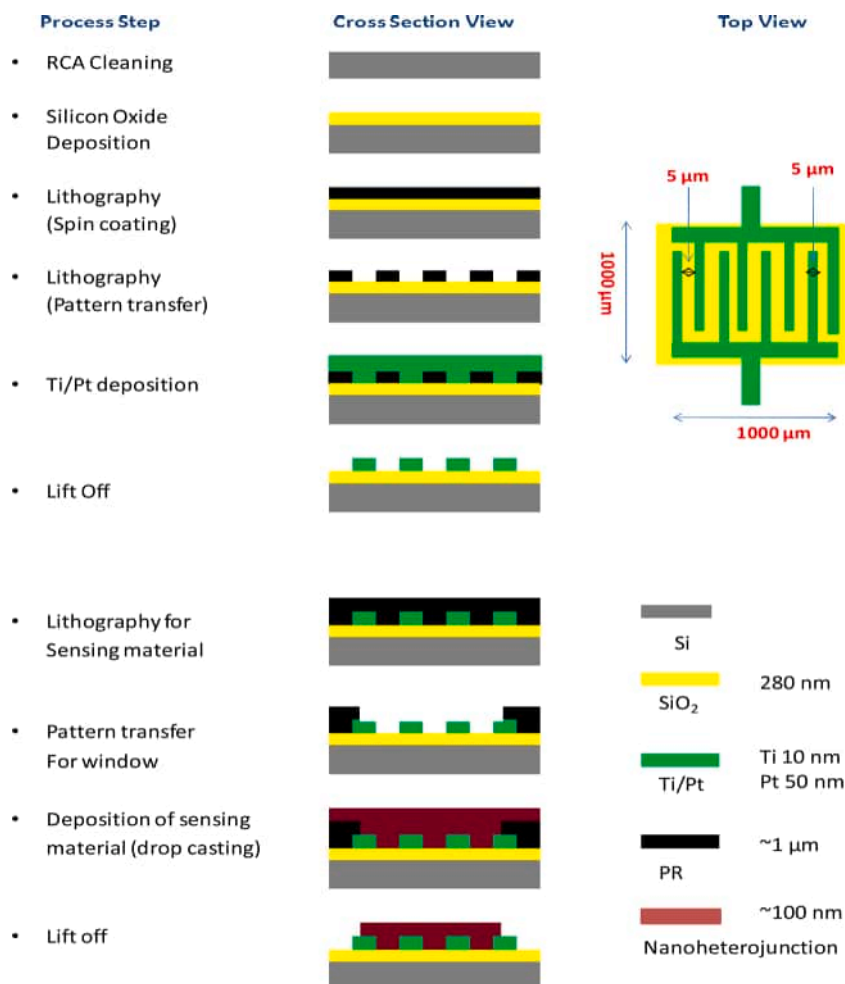 Process Step
Cross Section View
Top View
• RCA Cleaning
• Silicon Oxide
Deposition
• Lithography
(Spin coating)
• Lithography
(Pattern transfer)
• Ti/Pt deposition
• Lift Off
5 μm
5 μm
1000 μm
1000 μm
• Lithography for
Sensing material
• Pattern transfer
For window
• Deposition of sensing
material (drop casting)
• Lift off
Si
280 nm
SiO₂
Ti 10 nm
Ti/Pt
Pt 50 nm
~1 μm
PR
~100 nm
Nanoheterojunction